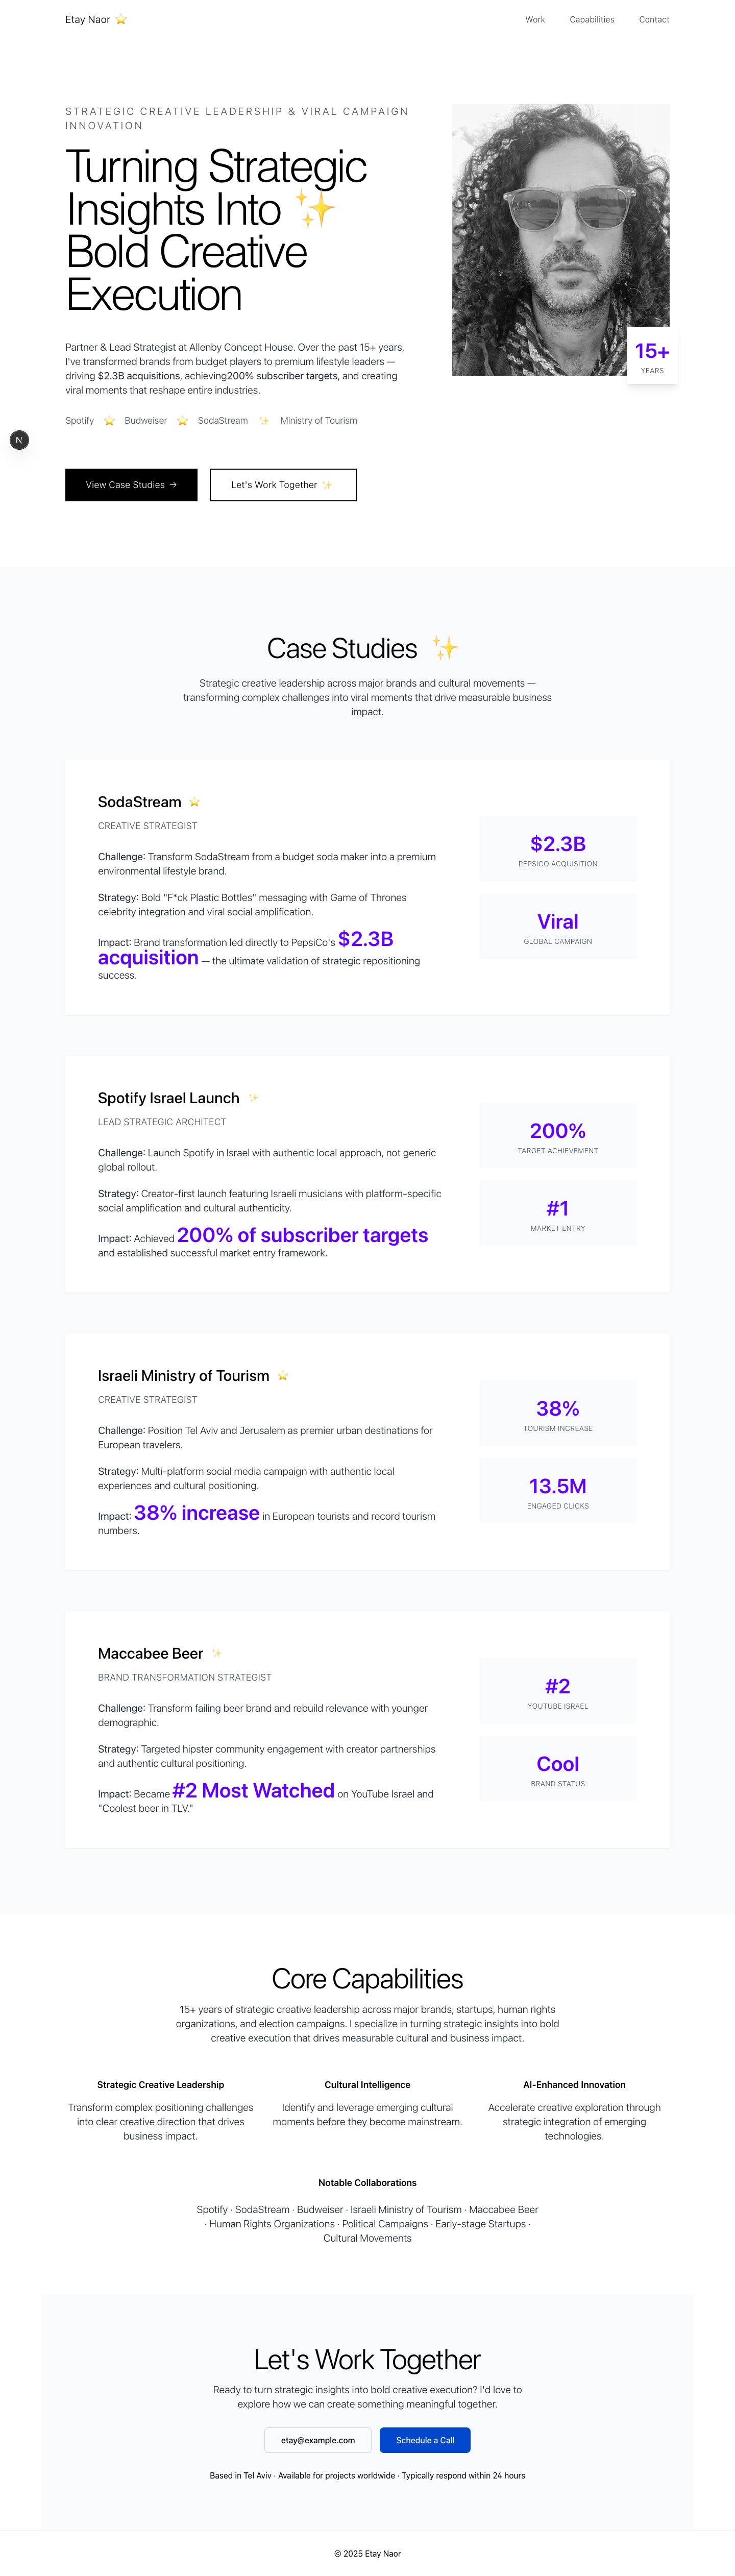 Etay Naor
Work
Capabilities
Contact
STRATEGIC CREATIVE LEADERSHIP & VIRAL CAMPAIGN
INNOVATION
Turning Strategic
Insights Into ✨
Bold Creative
Execution
15+
YEARS
Partner & Lead Strategist at Allenby Concept House. Over the past 15+ years,
I've transformed brands from budget players to premium lifestyle leaders —
driving $2.3B acquisitions, achieving200% subscriber targets, and creating
viral moments that reshape entire industries.
Spotify ⭐ Budweiser ⭐ SodaStream ✨ Ministry of Tourism
N
View Case Studies →
Let's Work Together ✨
Case Studies ✨
Strategic creative leadership across major brands and cultural movements —
transforming complex challenges into viral moments that drive measurable business
impact.
SodaStream ⭐
CREATIVE STRATEGIST
Challenge: Transform SodaStream from a budget soda maker into a premium
environmental lifestyle brand.
Strategy: Bold "F*ck Plastic Bottles" messaging with Game of Thrones
celebrity integration and viral social amplification.
Impact: Brand transformation led directly to PepsiCo's $2.3B
acquisition — the ultimate validation of strategic repositioning
success.
$2.3B
PEPSICO ACQUISITION
Viral
GLOBAL CAMPAIGN
Spotify Israel Launch ✨
LEAD STRATEGIC ARCHITECT
Challenge: Launch Spotify in Israel with authentic local approach, not generic
global rollout.
Strategy: Creator-first launch featuring Israeli musicians with platform-specific
social amplification and cultural authenticity.
Impact: Achieved 200% of subscriber targets
and established successful market entry framework.
200%
TARGET ACHIEVEMENT
#1
MARKET ENTRY
Israeli Ministry of Tourism ⭐
CREATIVE STRATEGIST
Challenge: Position Tel Aviv and Jerusalem as premier urban destinations for
European travelers.
Strategy: Multi-platform social media campaign with authentic local
experiences and cultural positioning.
Impact: 38% increase in European tourists and record tourism
numbers.
38%
TOURISM INCREASE
13.5M
ENGAGED CLICKS
Maccabee Beer ✨
BRAND TRANSFORMATION STRATEGIST
Challenge: Transform failing beer brand and rebuild relevance with younger
demographic.
Strategy: Targeted hipster community engagement with creator partnerships
and authentic cultural positioning.
Impact: Became #2 Most Watched on YouTube Israel and
"Coolest beer in TLV."
#2
YOUTUBE ISRAEL
Cool
BRAND STATUS
Core Capabilities
15+ years of strategic creative leadership across major brands, startups, human rights
organizations, and election campaigns. I specialize in turning strategic insights into bold
creative execution that drives measurable cultural and business impact.
Strategic Creative Leadership
Transform complex positioning challenges
into clear creative direction that drives
business impact.
Cultural Intelligence
Identify and leverage emerging cultural
moments before they become mainstream.
AI-Enhanced Innovation
Accelerate creative exploration through
strategic integration of emerging
technologies.
Notable Collaborations
Spotify · SodaStream · Budweiser · Israeli Ministry of Tourism · Maccabee Beer
· Human Rights Organizations · Political Campaigns · Early-stage Startups ·
Cultural Movements
Let's Work Together
Ready to turn strategic insights into bold creative execution? I'd love to
explore how we can create something meaningful together.
etay@example.com
Schedule a Call
Based in Tel Aviv · Available for projects worldwide · Typically respond within 24 hours
© 2025 Etay Naor